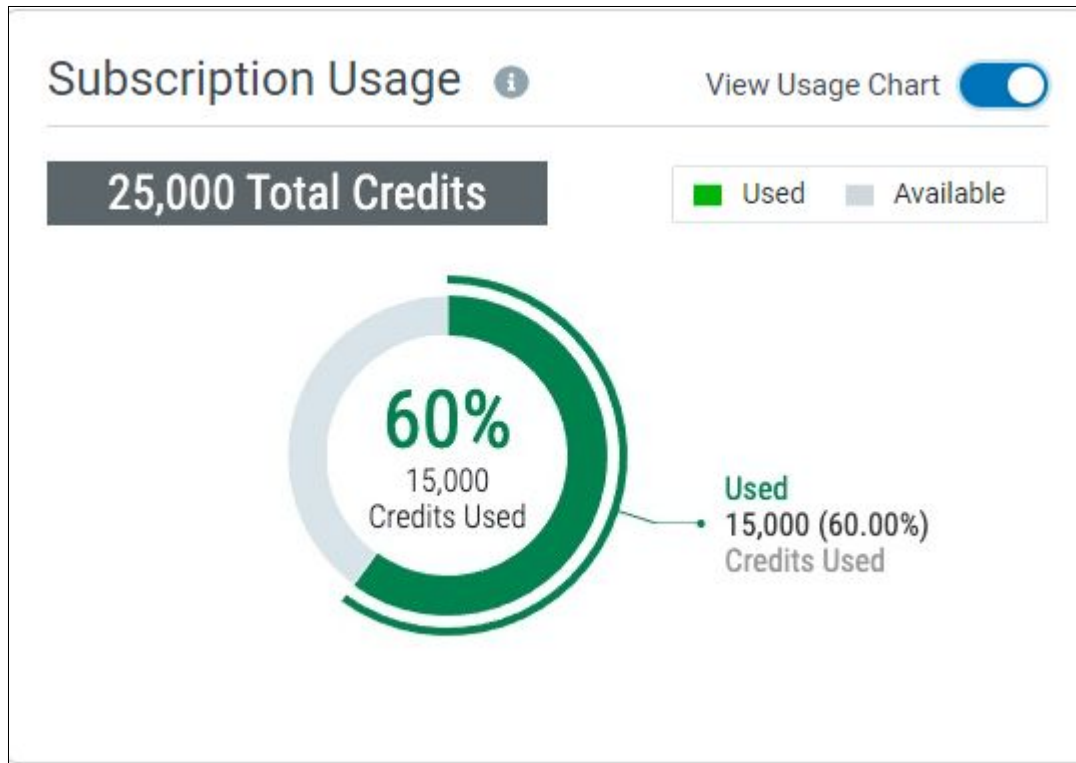 Subscription Usage
View Usage Chart
25,000 Total Credits
Used
Available
60%
15,000
Credits Used
Used
15,000 (60.00%)
Credits Used